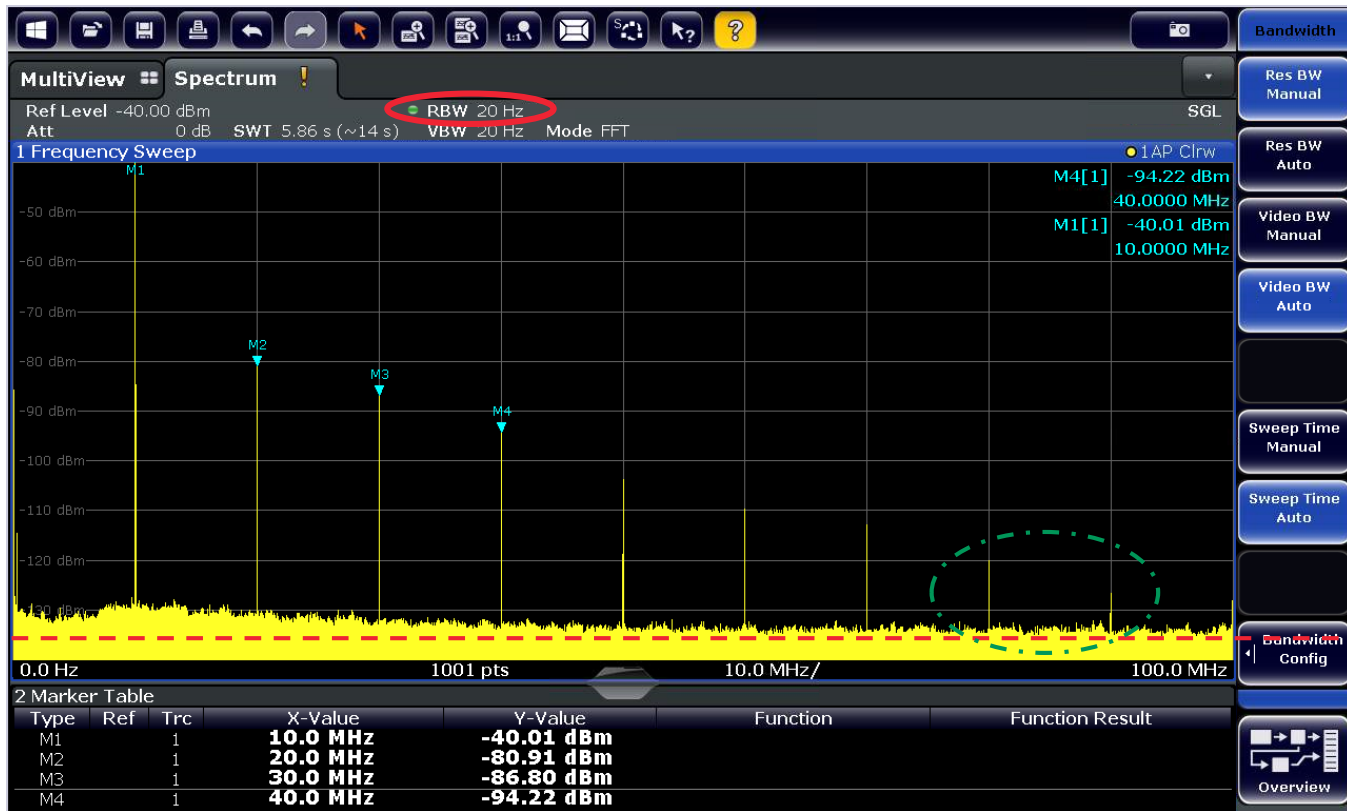 S
1:1
?
?
Bandwidth
MultiView Spectrum !
Res BW
Manual
Ref Level -40.00 dBm RBW 20 Hz SGL
Att 0 dB SWT 5.86 s (~14 s) VBW 20 Hz Mode FFT
1 Frequency Sweep 1AP Clrw
Res BW
Auto
M1
M4[1] -94.22 dBm
40.0000 MHz
M1[1] -40.01 dBm
10.0000 MHz
Video BW
Manual
-50 dBm
-60 dBm
Video BW
Auto
-70 dBm
M2
-80 dBm
M3
-90 dBm
M4
Sweep Time
Manual
-100 dBm
Sweep Time
Auto
-110 dBm
-120 dBm
-130 dBm
Bandwidth
Config
0.0 Hz 1001 pts 10.0 MHz/ 100.0 MHz
2 Marker Table
Type Ref Trc X-Value Y-Value Function Function Result
M1 1 10.0 MHz -40.01 dBm
M2 1 20.0 MHz -80.91 dBm
M3 1 30.0 MHz -86.80 dBm
M4 1 40.0 MHz -94.22 dBm
Overview